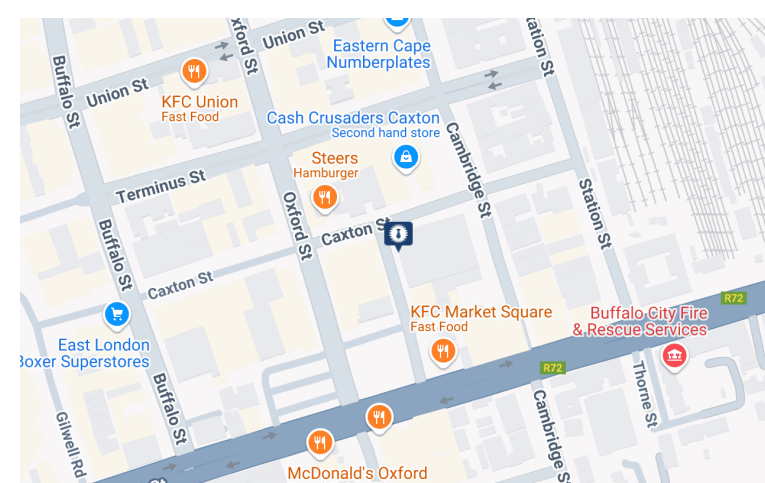 Union St
Oxford St
Station St
Eastern Cape
Numberplates
Buffalo St
Union St
KFC Union
Fast Food
Cash Crusaders Caxton
Second hand store
Cambridge St
Steers
Hamburger
Terminus St
Oxford St
Station St
Caxton St
Buffalo St
Caxton St
R72
KFC Market Square
Fast Food
Buffalo City Fire
& Rescue Services
East London
Boxer Superstores
R72
Thorne St
Buffalo St
Cambridge St
Gilwell Rd
McDonald's Oxford
St